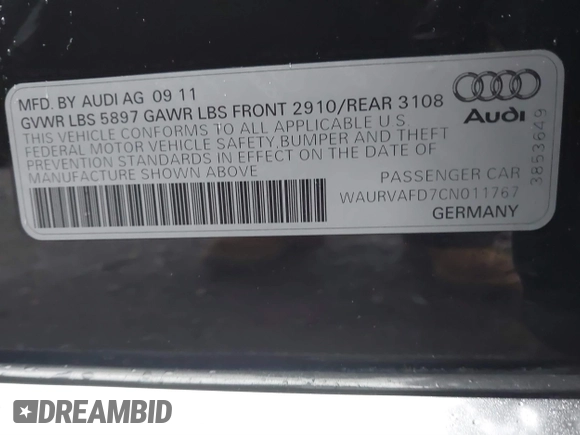 MFD. BY AUDI AG 09 11
GVWR LBS 5897 GAWR LBS FRONT 2910/REAR 3108
THIS VEHICLE CONFORMS TO ALL APPLICABLE U S
FEDERAL MOTOR VEHICLE SAFETY, BUMPER AND THEFT
PREVENTION STANDARDS IN EFFECT ON THE DATE OF
MANUFACTURE SHOWN ABOVE
Audi
3853649
PASSENGER CAR
WAURVAFD7CN011767
GERMANY
DREAMBID